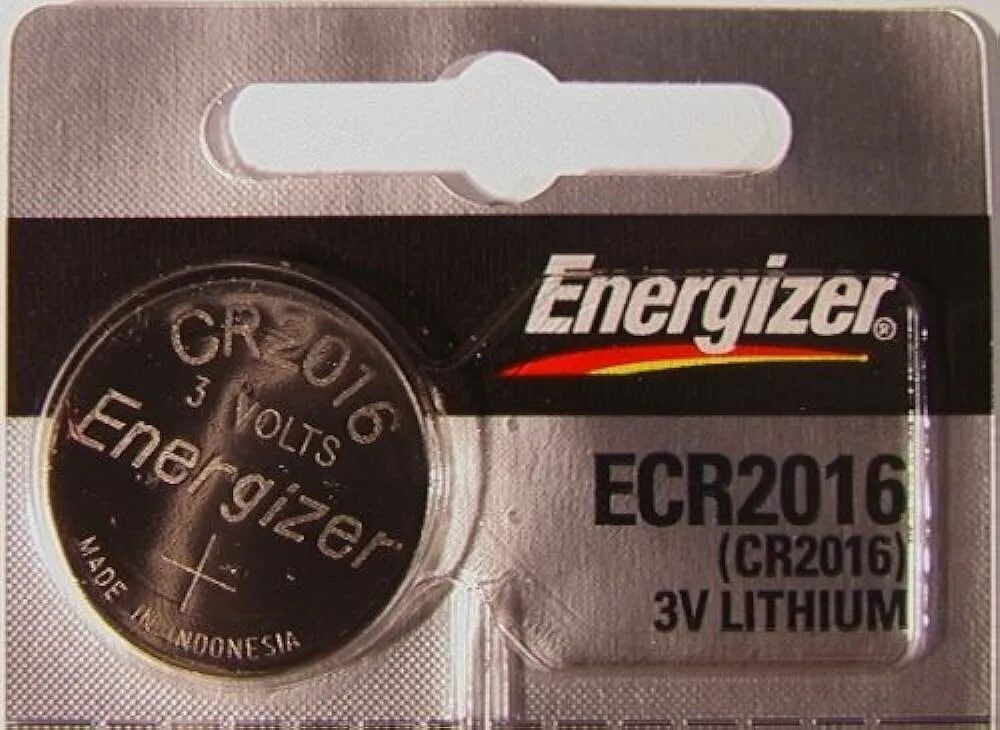 CR2016
3 VOLTS
Energizer
+
MADE IN INDONESIA
Energizer®
ECR2016
(CR2016)
3V LITHIUM